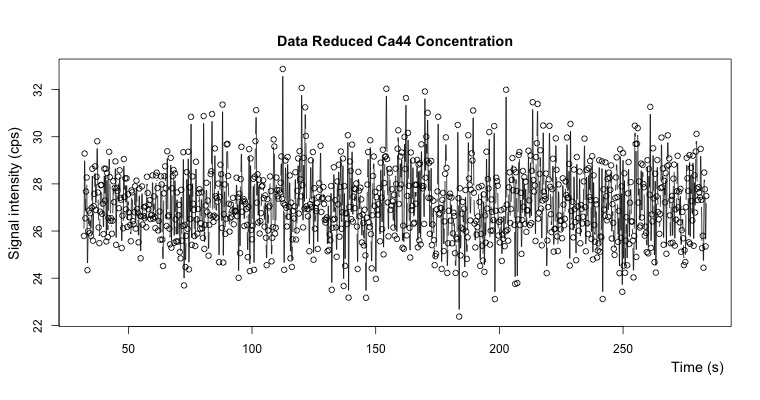 Data Reduced Ca44 Concentration
Signal intensity (cps)
32
30
28
26
24
22
50 100 150 200 250
Time (s)